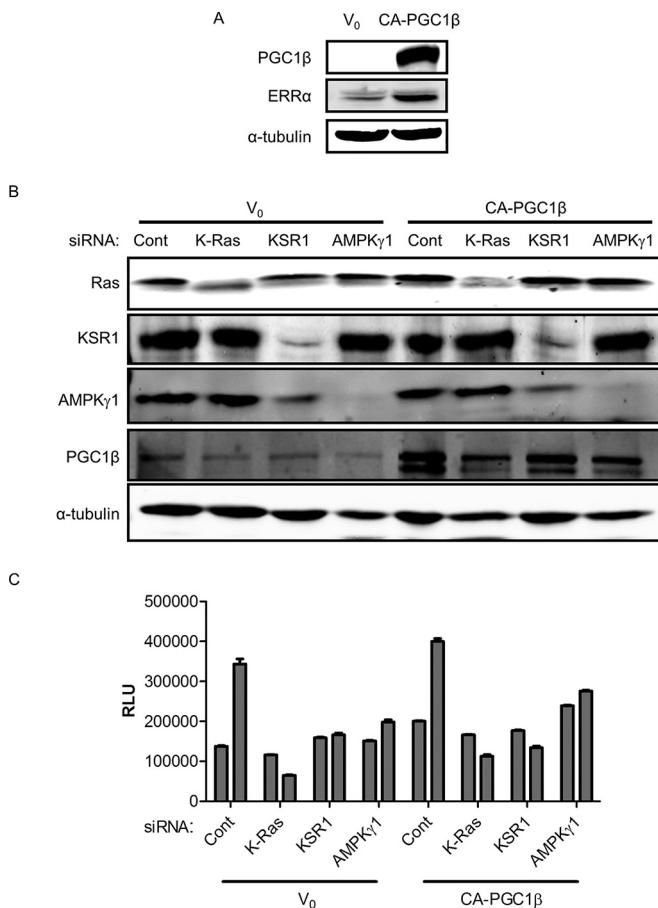 A
V₀ CA-PGC1β
PGC1β
ERRα
α-tubulin
B
V₀ CA-PGC1β
siRNA: Cont K-Ras KSR1 AMPKγ1 Cont K-Ras KSR1 AMPKγ1
Ras
KSR1
AMPKγ1
PGC1β
α-tubulin
C
500000
400000
300000
200000
100000
0
RLU
siRNA: Cont K-Ras KSR1 AMPKγ1 Cont K-Ras KSR1 AMPKγ1
V₀ CA-PGC1β